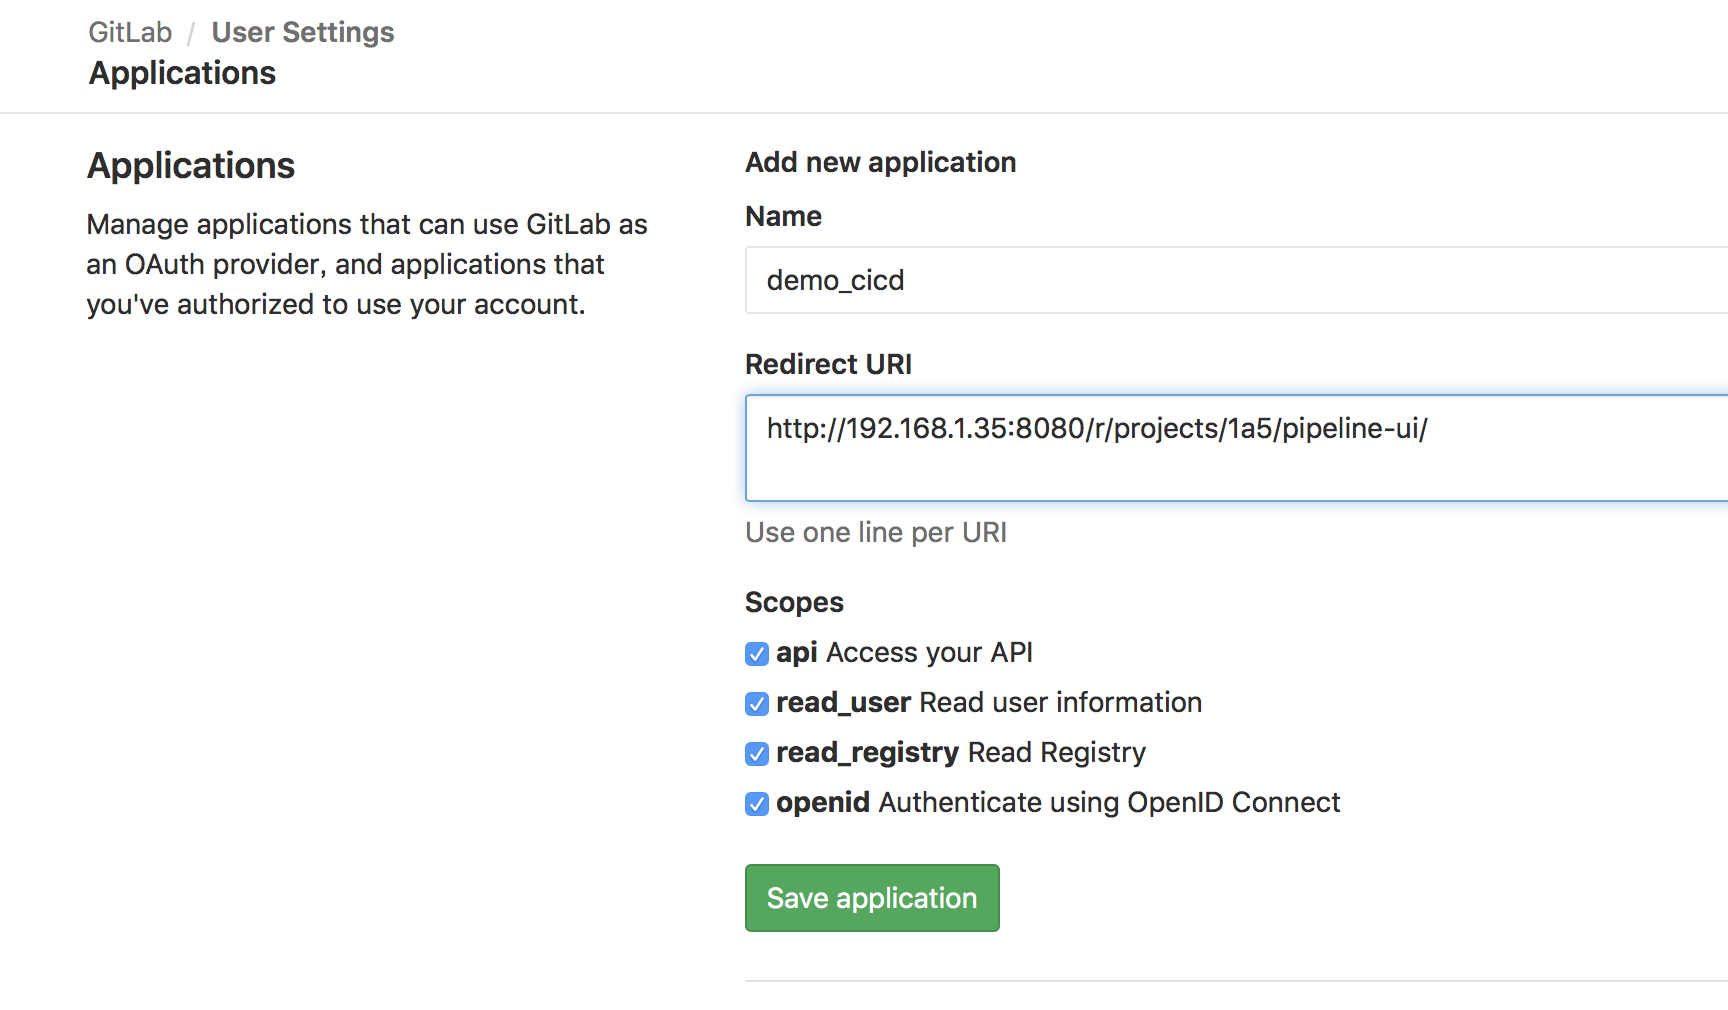 GitLab / User Settings
Applications
Applications
Manage applications that can use GitLab as
an OAuth provider, and applications that
you've authorized to use your account.
Add new application
Name
demo_cicd
Redirect URI
http://192.168.1.35:8080/r/projects/1a5/pipeline-ui/
Use one line per URI
Scopes
api Access your API
read_user Read user information
read_registry Read Registry
openid Authenticate using OpenID Connect
Save application